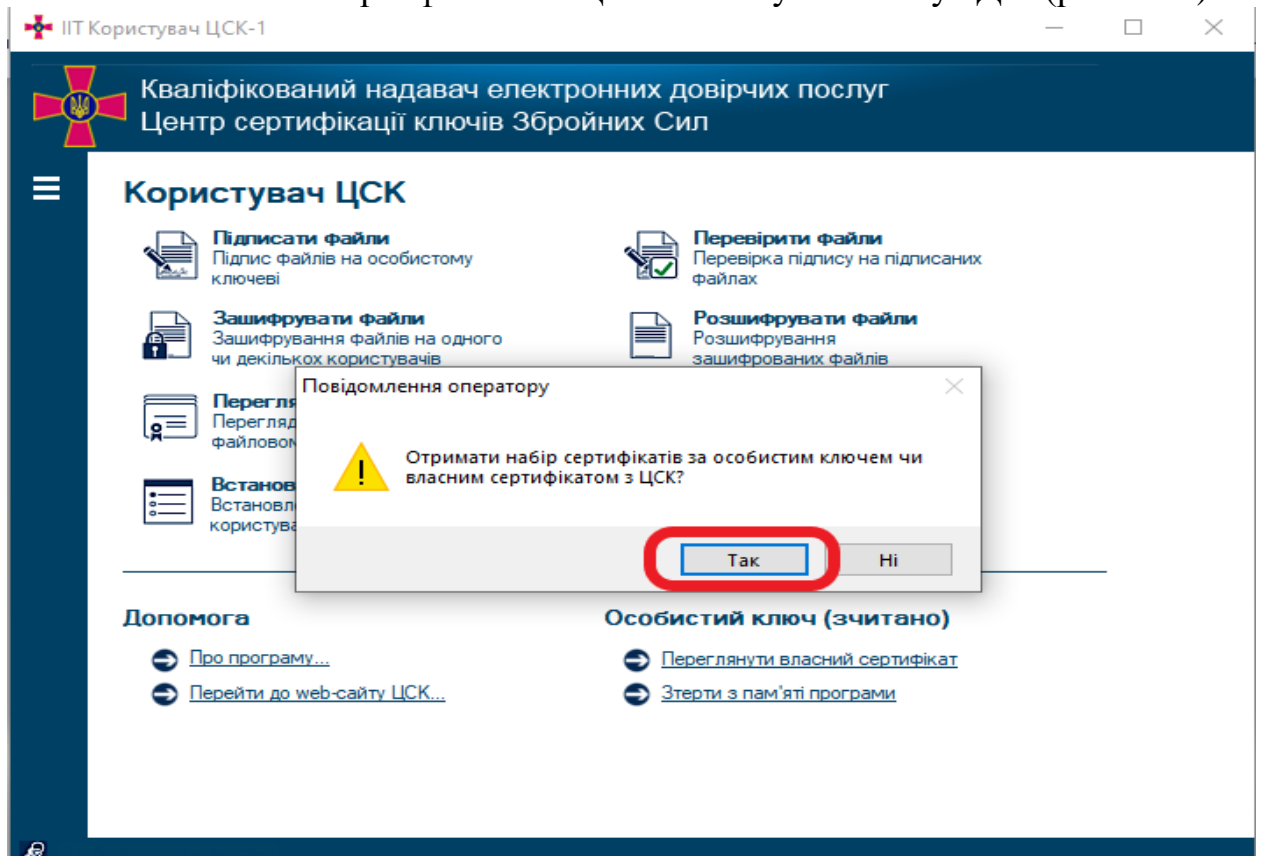 ІІТ Користувач ЦСК-1
Кваліфікований надавач електронних довірчих послуг
Центр сертифікації ключів Збройних Сил
Користувач ЦСК
Підписати файли
Підпис файлів на особистому
ключеві
Перевірити файли
Перевірка підпису на підписаних
файлах
Зашифрувати файли
Зашифрування файлів на одного
чи декількох користувачів
Розшифрувати файли
Розшифрування
зашифрованих файлів
Повідомлення оператору
Отримати набір сертифікатів за особистим ключем чи
власним сертифікатом з ЦСК?
Так
Ні
Допомога
Про програму...
Перейти до web-сайту ЦСК...
Особистий ключ (зчитано)
Переглянути власний сертифікат
Зтерти з пам'яті програми